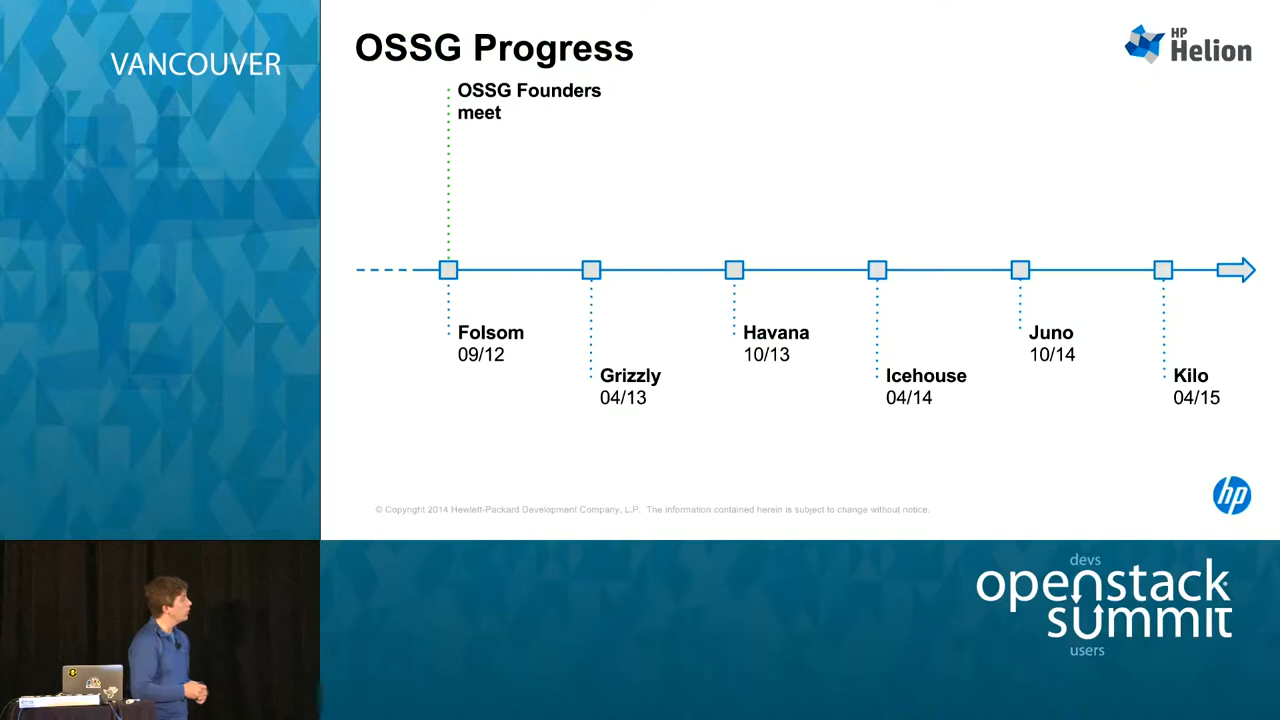 VANCOUVER
OSSG Progress
HP
Helion
OSSG Founders
meet
Folsom
09/12
Grizzly
04/13
Havana
10/13
Icehouse
04/14
Juno
10/14
Kilo
04/15
© Copyright 2014 Hewlett-Packard Development Company, L.P. The information contained herein is subject to change without notice.
hp
devs
openstack
summit
users